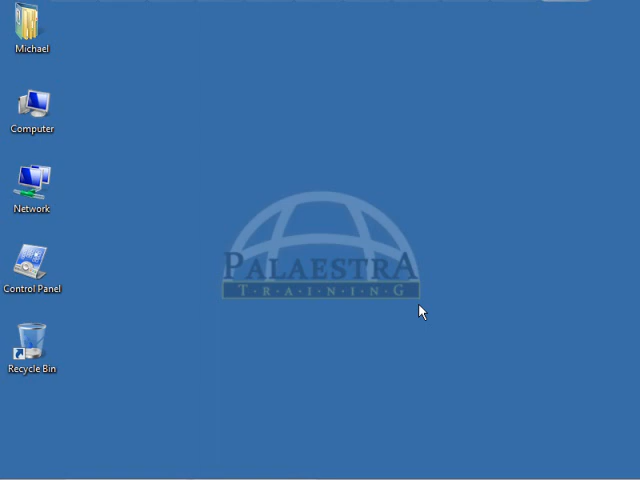 Michael
Computer
Network
Control Panel
Recycle Bin
PALAESTRA
T·R·A·I·N·I·N·G